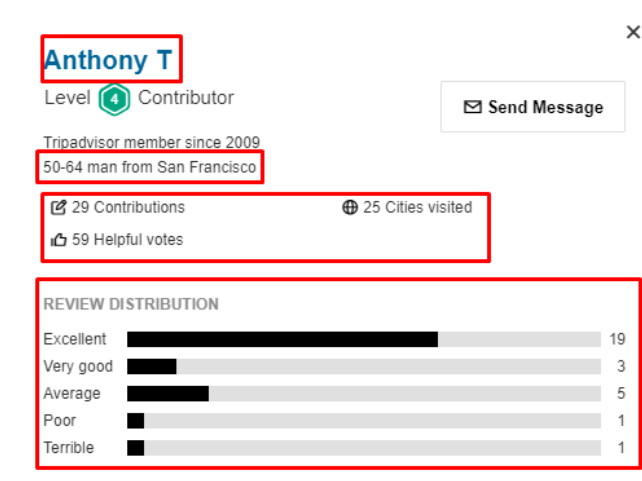 Anthony T
Level 4 Contributor
Send Message
Tripadvisor member since 2009
50-64 man from San Francisco
29 Contributions
25 Cities visited
59 Helpful votes
REVIEW DISTRIBUTION
Excellent 19
Very good 3
Average 5
Poor 1
Terrible 1